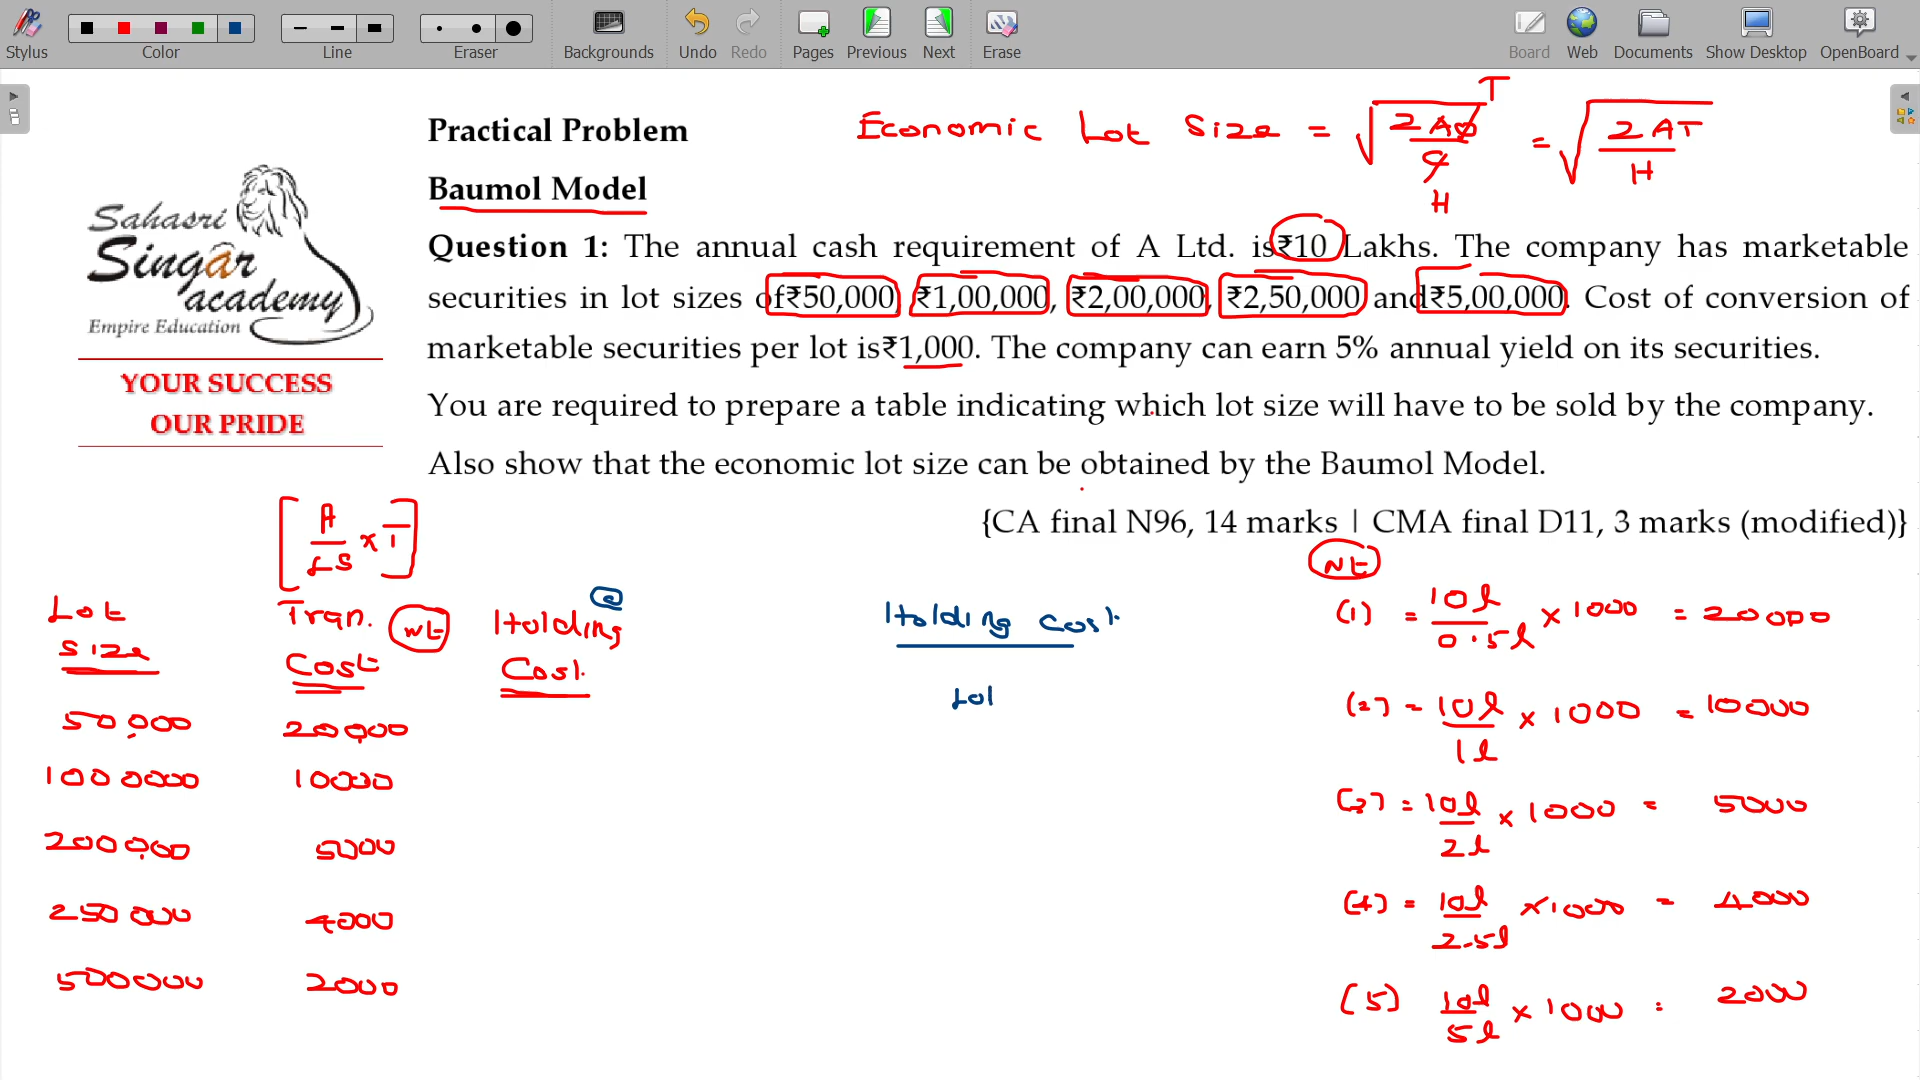 Stylus
Color
Line
Eraser
Backgrounds
Undo
Redo
Pages
Previous
Next
Erase
Board
Web
Documents
Show Desktop
OpenBoard
Sahasri
Singar
academy
Empire Education
YOUR SUCCESS
OUR PRIDE
Practical Problem
Economic Lot Size = √2AO/C T H = √2AT/H
Baumol Model
Question 1: The annual cash requirement of A Ltd. is₹10 Lakhs. The company has marketable
securities in lot sizes of₹50,000, ₹1,00,000, ₹2,00,000, ₹2,50,000 and₹5,00,000. Cost of conversion of
marketable securities per lot is₹1,000. The company can earn 5% annual yield on its securities.
You are required to prepare a table indicating which lot size will have to be sold by the company.
Also show that the economic lot size can be obtained by the Baumol Model.
{CA final N96, 14 marks | CMA final D11, 3 marks (modified)}
[A/LS × T]
Lot Size
Tran. Cost
Holding Cost
50,000 20000
1000000 10000
200000 5000
250000 4000
500000 2000
Holding Cost
Lot
(1) = 10l/0.5l × 1000 = 20000
(2) = 10l/1l × 1000 = 10000
(3) = 10l/2l × 1000 = 5000
(4) = 10l/2.5l × 1000 = 4000
(5) 10l/5l × 1000 = 2000